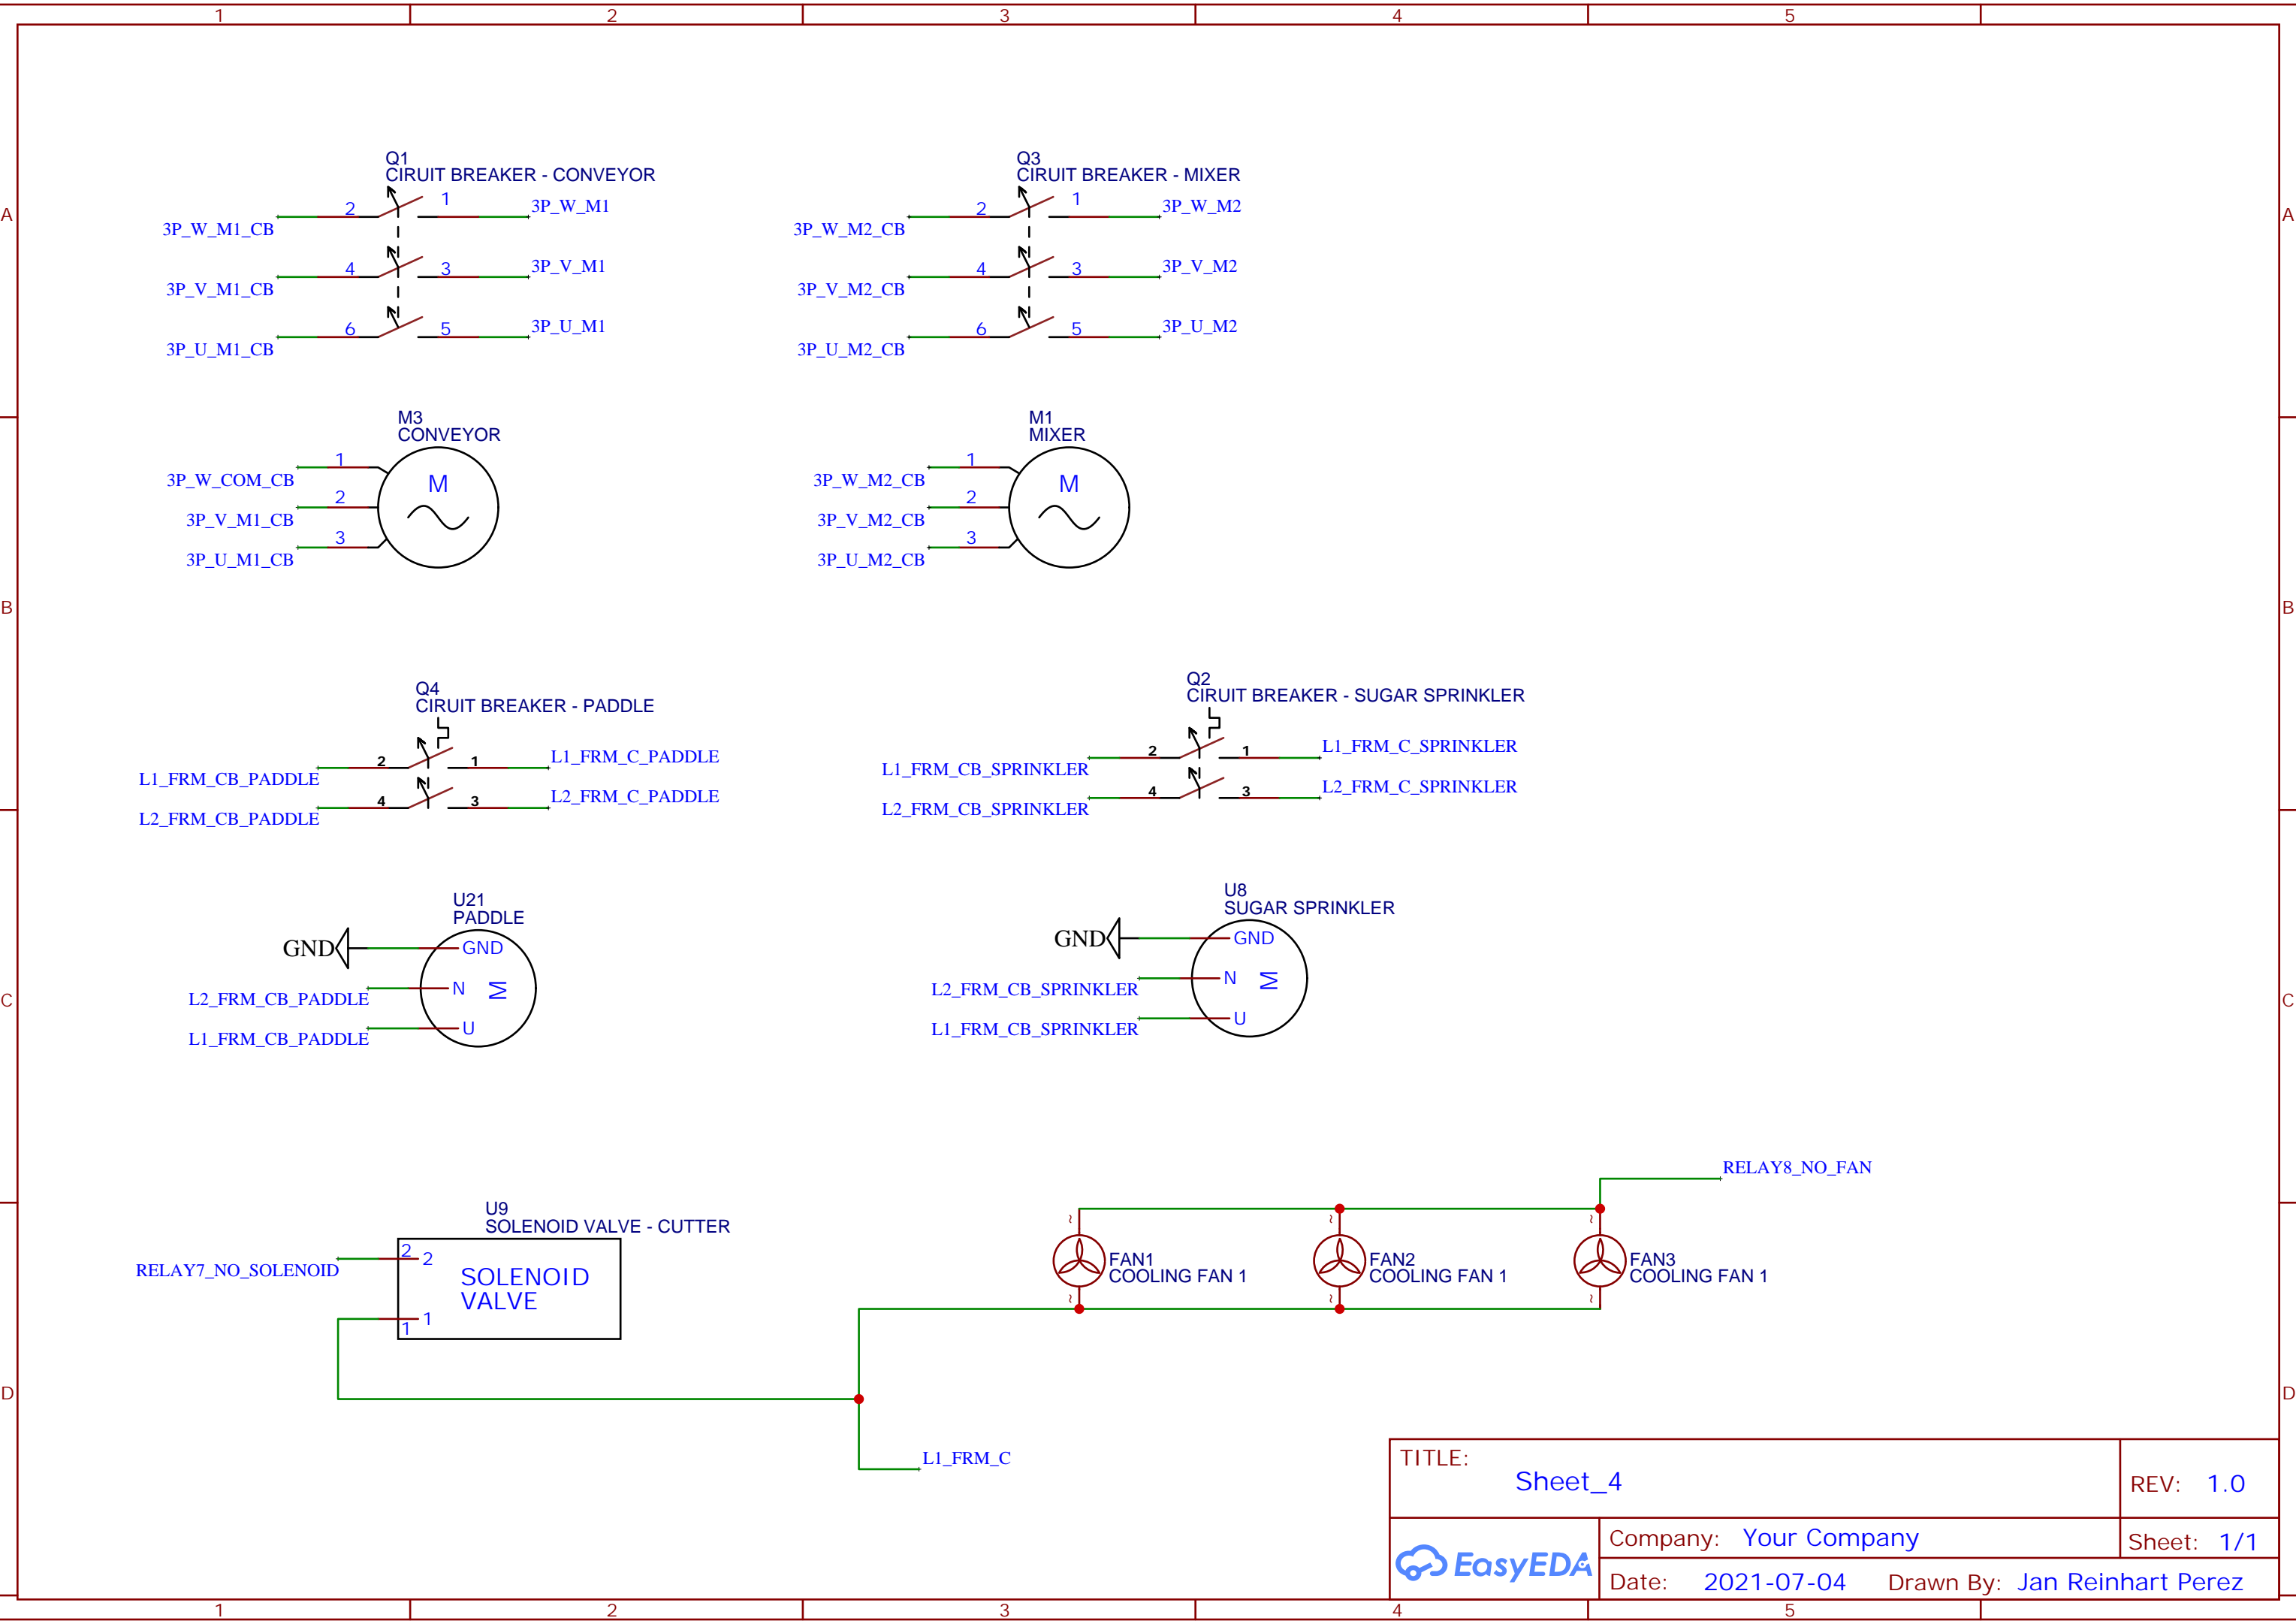 1 2 3 4 5
A A
Q1
CIRUIT BREAKER - CONVEYOR
2 1 3P_W_M1
3P_W_M1_CB
4 3 3P_V_M1
3P_V_M1_CB
6 5 3P_U_M1
3P_U_M1_CB
Q3
CIRUIT BREAKER - MIXER
2 1 3P_W_M2
3P_W_M2_CB
4 3 3P_V_M2
3P_V_M2_CB
6 5 3P_U_M2
3P_U_M2_CB
M3
CONVEYOR
1
3P_W_COM_CB
M
2
3P_V_M1_CB
3
3P_U_M1_CB
M1
MIXER
1
3P_W_M2_CB
M
2
3P_V_M2_CB
3
3P_U_M2_CB
B B
Q4
CIRUIT BREAKER - PADDLE
2 1 L1_FRM_C_PADDLE
L1_FRM_CB_PADDLE
4 3 L2_FRM_C_PADDLE
L2_FRM_CB_PADDLE
Q2
CIRUIT BREAKER - SUGAR SPRINKLER
2 1 L1_FRM_C_SPRINKLER
L1_FRM_CB_SPRINKLER
4 3 L2_FRM_C_SPRINKLER
L2_FRM_CB_SPRINKLER
U21
PADDLE
GND GND
N M
L2_FRM_CB_PADDLE
U
L1_FRM_CB_PADDLE
U8
SUGAR SPRINKLER
GND GND
N M
L2_FRM_CB_SPRINKLER
U
L1_FRM_CB_SPRINKLER
C C
U9
SOLENOID VALVE - CUTTER
2 2
RELAY7_NO_SOLENOID
SOLENOID
VALVE
1 1
RELAY8_NO_FAN
~ ~ ~
FAN1
COOLING FAN 1
FAN2
COOLING FAN 1
FAN3
COOLING FAN 1
~ ~ ~
D D
L1_FRM_C
TITLE:
Sheet_4
REV: 1.0
EasyEDA
Company: Your Company
Sheet: 1/1
Date: 2021-07-04 Drawn By: Jan Reinhart Perez
1 2 3 4 5